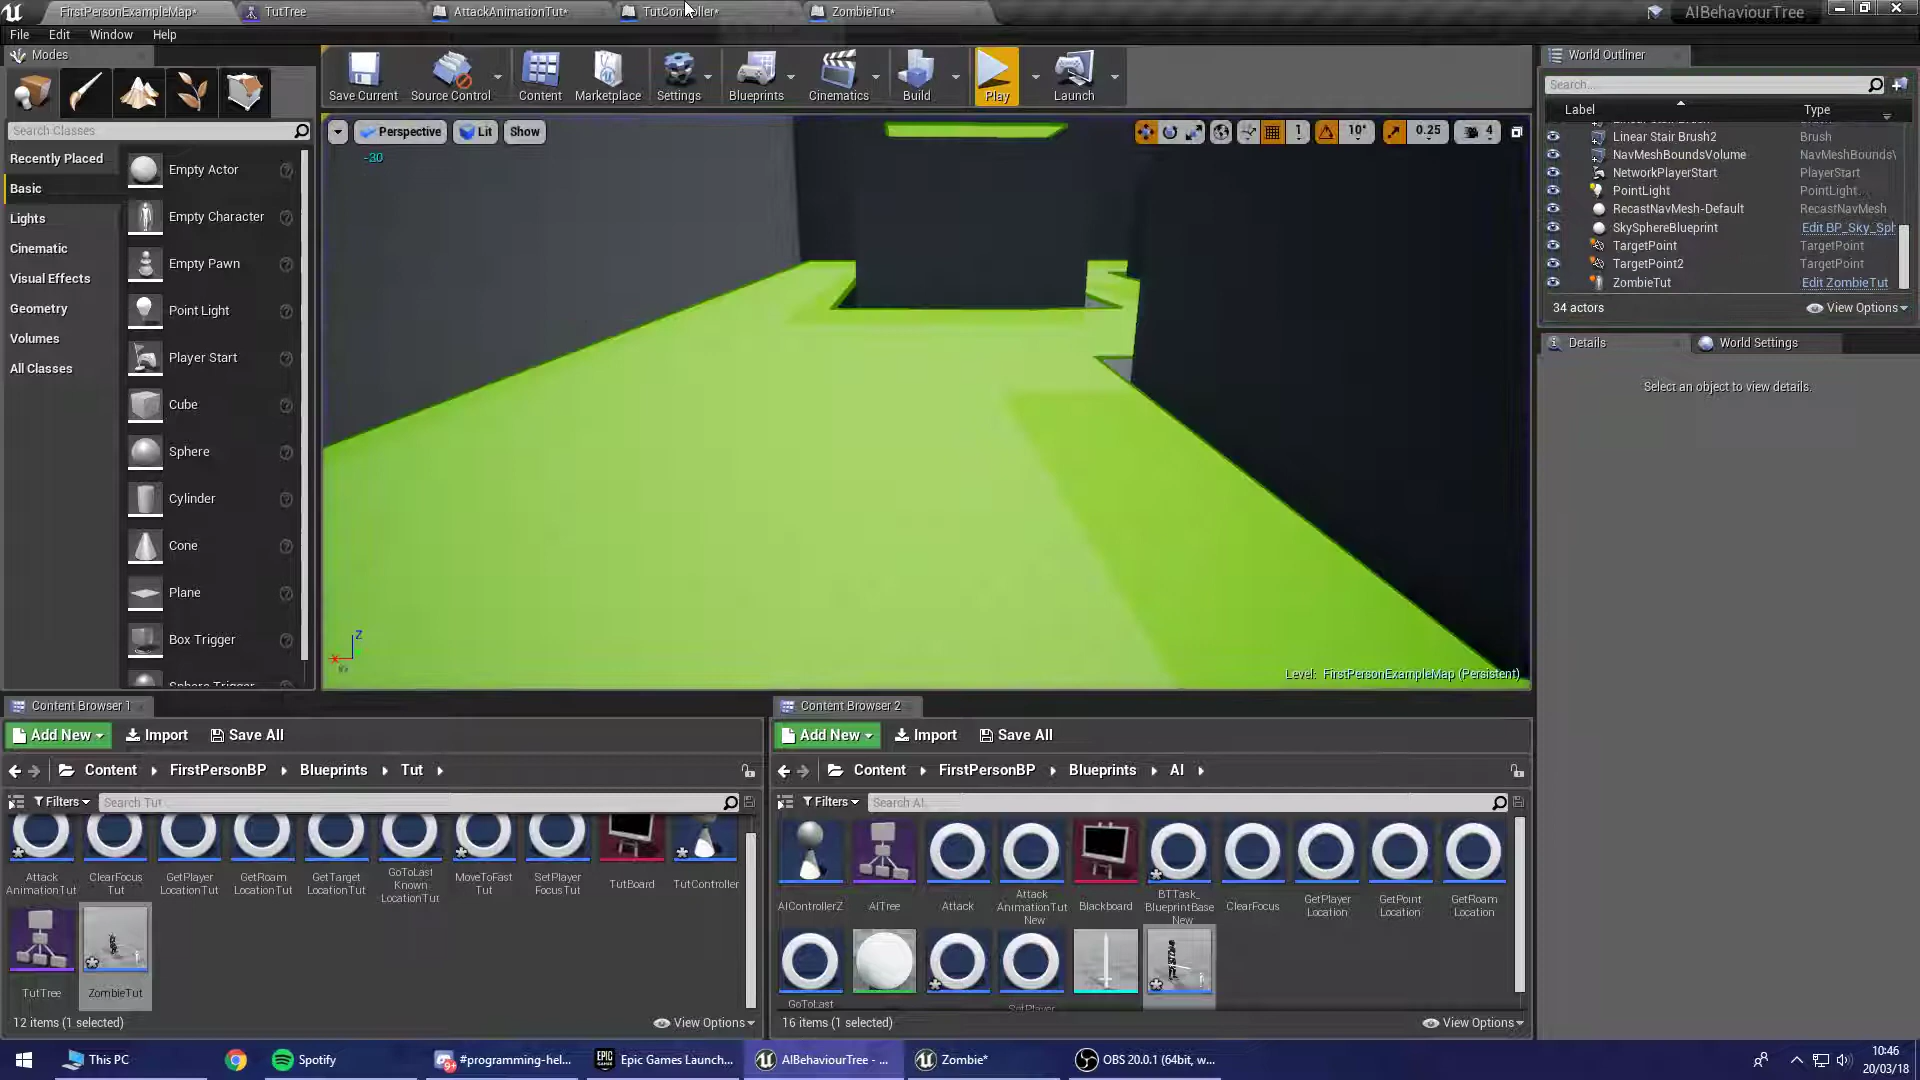 FirstPersonExampleMap*
TutTree
AttackAnimationTut*
TutController*
ZombieTut*
AIBehaviourTree
File Edit Window Help
Modes
Save Current
Source Control
Content
Marketplace
Settings
Blueprints
Cinematics
Build
Play
Launch
World Outliner
Search...
Label
Type
Search Classes
Perspective
Lit
Show
1
10°
0.25
4
-30
Recently Placed
Basic
Lights
Cinematic
Visual Effects
Geometry
Volumes
All Classes
Empty Actor
Empty Character
Empty Pawn
Point Light
Player Start
Cube
Sphere
Cylinder
Cone
Plane
Box Trigger
Sphere Trigger
Linear Stair Brush2 Brush
NavMeshBoundsVolume NavMeshBoundsV
NetworkPlayerStart PlayerStart
PointLight PointLight
RecastNavMesh-Default RecastNavMesh
SkySphereBlueprint Edit BP_Sky_Sph
TargetPoint TargetPoint
TargetPoint2 TargetPoint
ZombieTut Edit ZombieTut
34 actors
View Options
Details
World Settings
Select an object to view details.
Z
X
Level: FirstPersonExampleMap (Persistent)
Content Browser 1
Add New
Import
Save All
Content
FirstPersonBP
Blueprints
Tut
Filters
Search Tut
Attack AnimationTut
ClearFocus Tut
GetPlayer LocationTut
GetRoam LocationTut
GetTarget LocationTut
GoToLast Known LocationTut
MoveToFast Tut
SetPlayer FocusTut
TutBoard
TutController
TutTree
ZombieTut
12 items (1 selected)
View Options
Content Browser 2
Add New
Import
Save All
Content
FirstPersonBP
Blueprints
AI
Filters
Search AI
AIControllerZ
AITree
Attack
Attack AnimationTut New
Blackboard
BTTask_ BlueprintBase New
ClearFocus
GetPlayer Location
GetPoint Location
GetRoam Location
GoToLast
SetPlayer
16 items (1 selected)
View Options
This PC
Spotify
#programming-hel...
Epic Games Launch...
AIBehaviourTree - ...
Zombie*
OBS 20.0.1 (64bit, w...
10:46
20/03/18